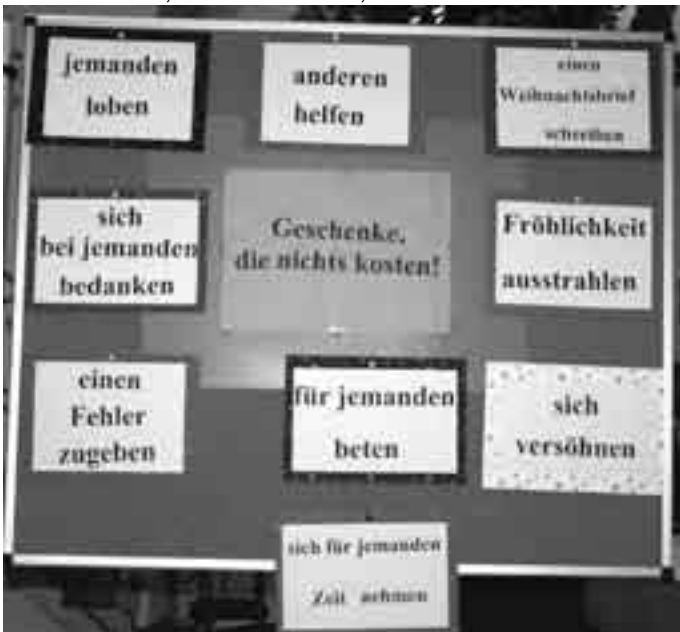 jemanden
loben
anderen
helfen
einen
Weihnachtsbrief
schreiben
sich
bei jemanden
bedanken
Geschenke,
die nichts kosten!
Fröhlichkeit
ausstrahlen
einen
Fehler
zugeben
für jemanden
beten
sich
versöhnen
sich für jemanden
Zeit nehmen